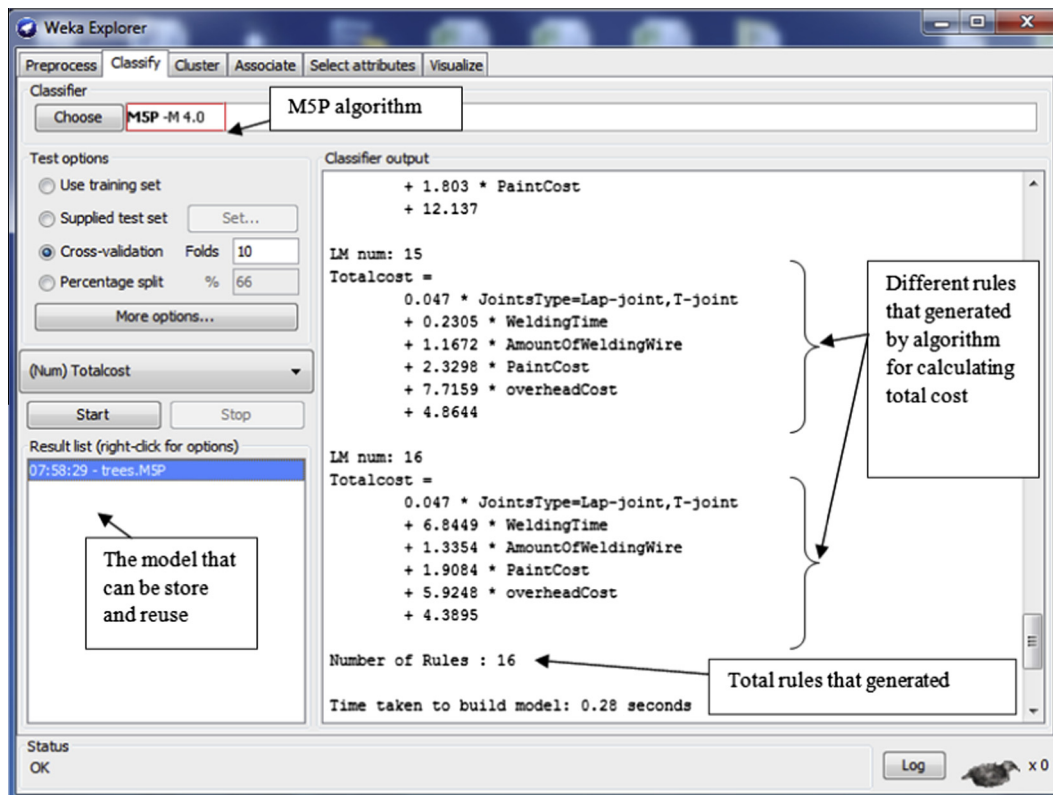 Weka Explorer
Preprocess Classify Cluster Associate Select attributes Visualize
Classifier
Choose M5P -M 4.0
M5P algorithm
Test options
Use training set
Supplied test set Set...
Cross-validation Folds 10
Percentage split % 66
More options...
(Num) Totalcost
Start Stop
Result list (right-click for options)
07:58:29 - trees.M5P
The model that
can be store
and reuse
Classifier output
+ 1.803 * PaintCost
+ 12.137
LM num: 15
Totalcost =
0.047 * JointsType=Lap-joint,T-joint
+ 0.2305 * WeldingTime
+ 1.1672 * AmountOfWeldingWire
+ 2.3298 * PaintCost
+ 7.7159 * overheadCost
+ 4.8644
LM num: 16
Totalcost =
0.047 * JointsType=Lap-joint,T-joint
+ 6.8449 * WeldingTime
+ 1.3354 * AmountOfWeldingWire
+ 1.9084 * PaintCost
+ 5.9248 * overheadCost
+ 4.3895
Number of Rules : 16
Time taken to build model: 0.28 seconds
Different rules
that generated
by algorithm
for calculating
total cost
Total rules that generated
Status
OK
Log x 0